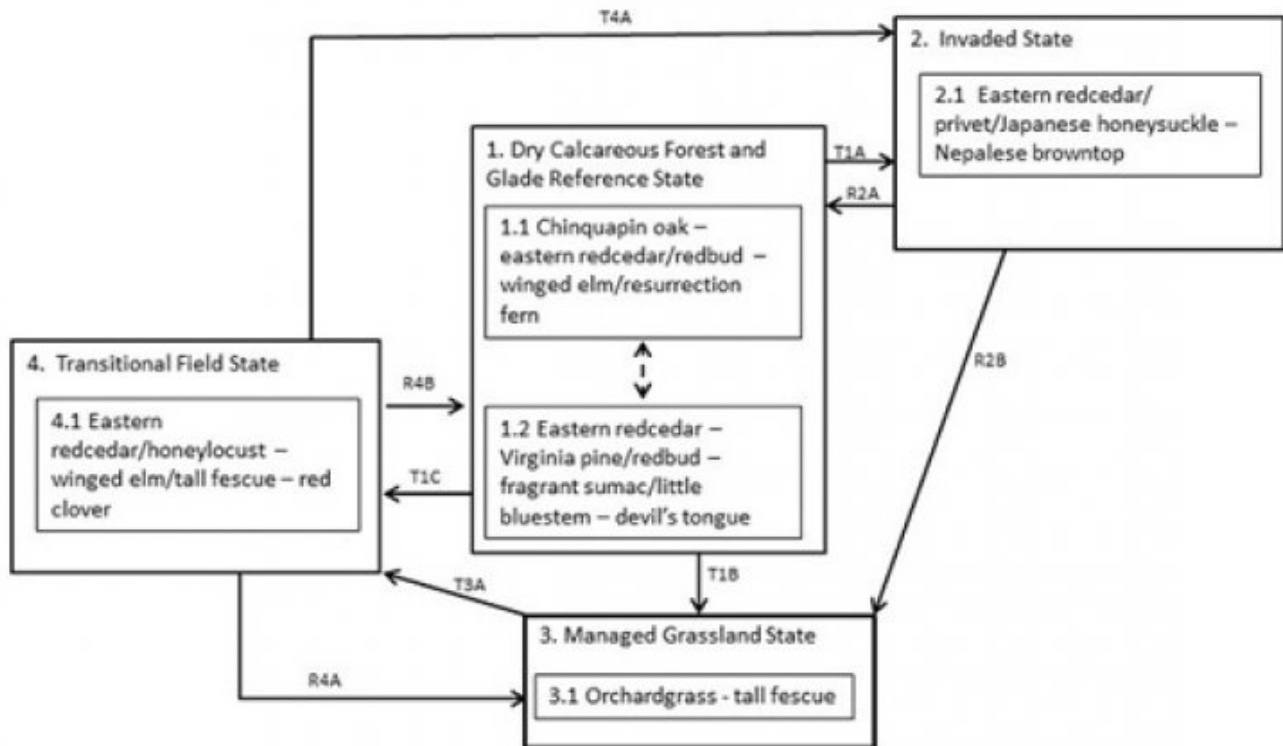 T4A
2. Invaded State
2.1 Eastern redcedar/
privet/Japanese honeysuckle –
Nepalese browntop
1. Dry Calcareous Forest and
Glade Reference State
T1A
R2A
1.1 Chinquapin oak –
eastern redcedar/redbud –
winged elm/resurrection
fern
4. Transitional Field State
R4B
R2B
4.1 Eastern
redcedar/honeylocust –
winged elm/tall fescue – red
clover
1.2 Eastern redcedar –
Virginia pine/redbud –
fragrant sumac/little
bluestem – devil's tongue
T1C
T1B
T3A
3. Managed Grassland State
R4A
3.1 Orchardgrass - tall fescue